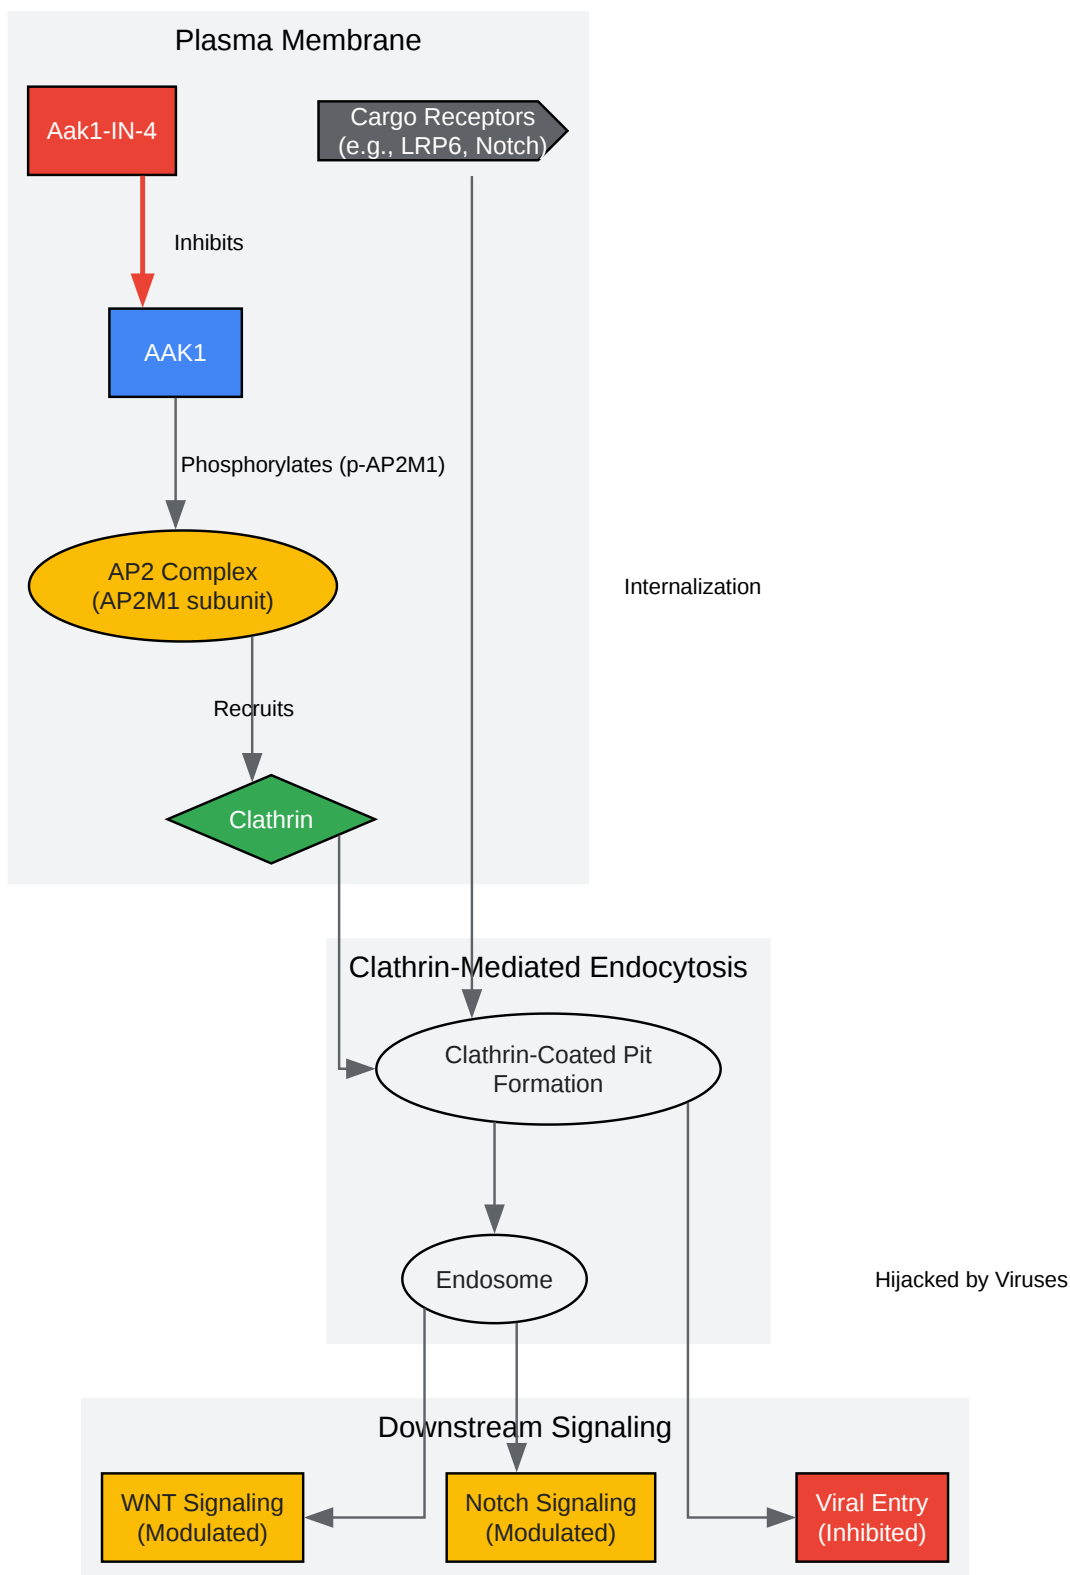 Plasma Membrane
Aak1-IN-4
Cargo Receptors
(e.g., LRP6, Notch)
Inhibits
AAK1
Phosphorylates (p-AP2M1)
AP2 Complex
(AP2M1 subunit)
Internalization
Recruits
Clathrin
Clathrin-Mediated Endocytosis
Clathrin-Coated Pit
Formation
Endosome
Hijacked by Viruses
Downstream Signaling
WNT Signaling
(Modulated)
Notch Signaling
(Modulated)
Viral Entry
(Inhibited)